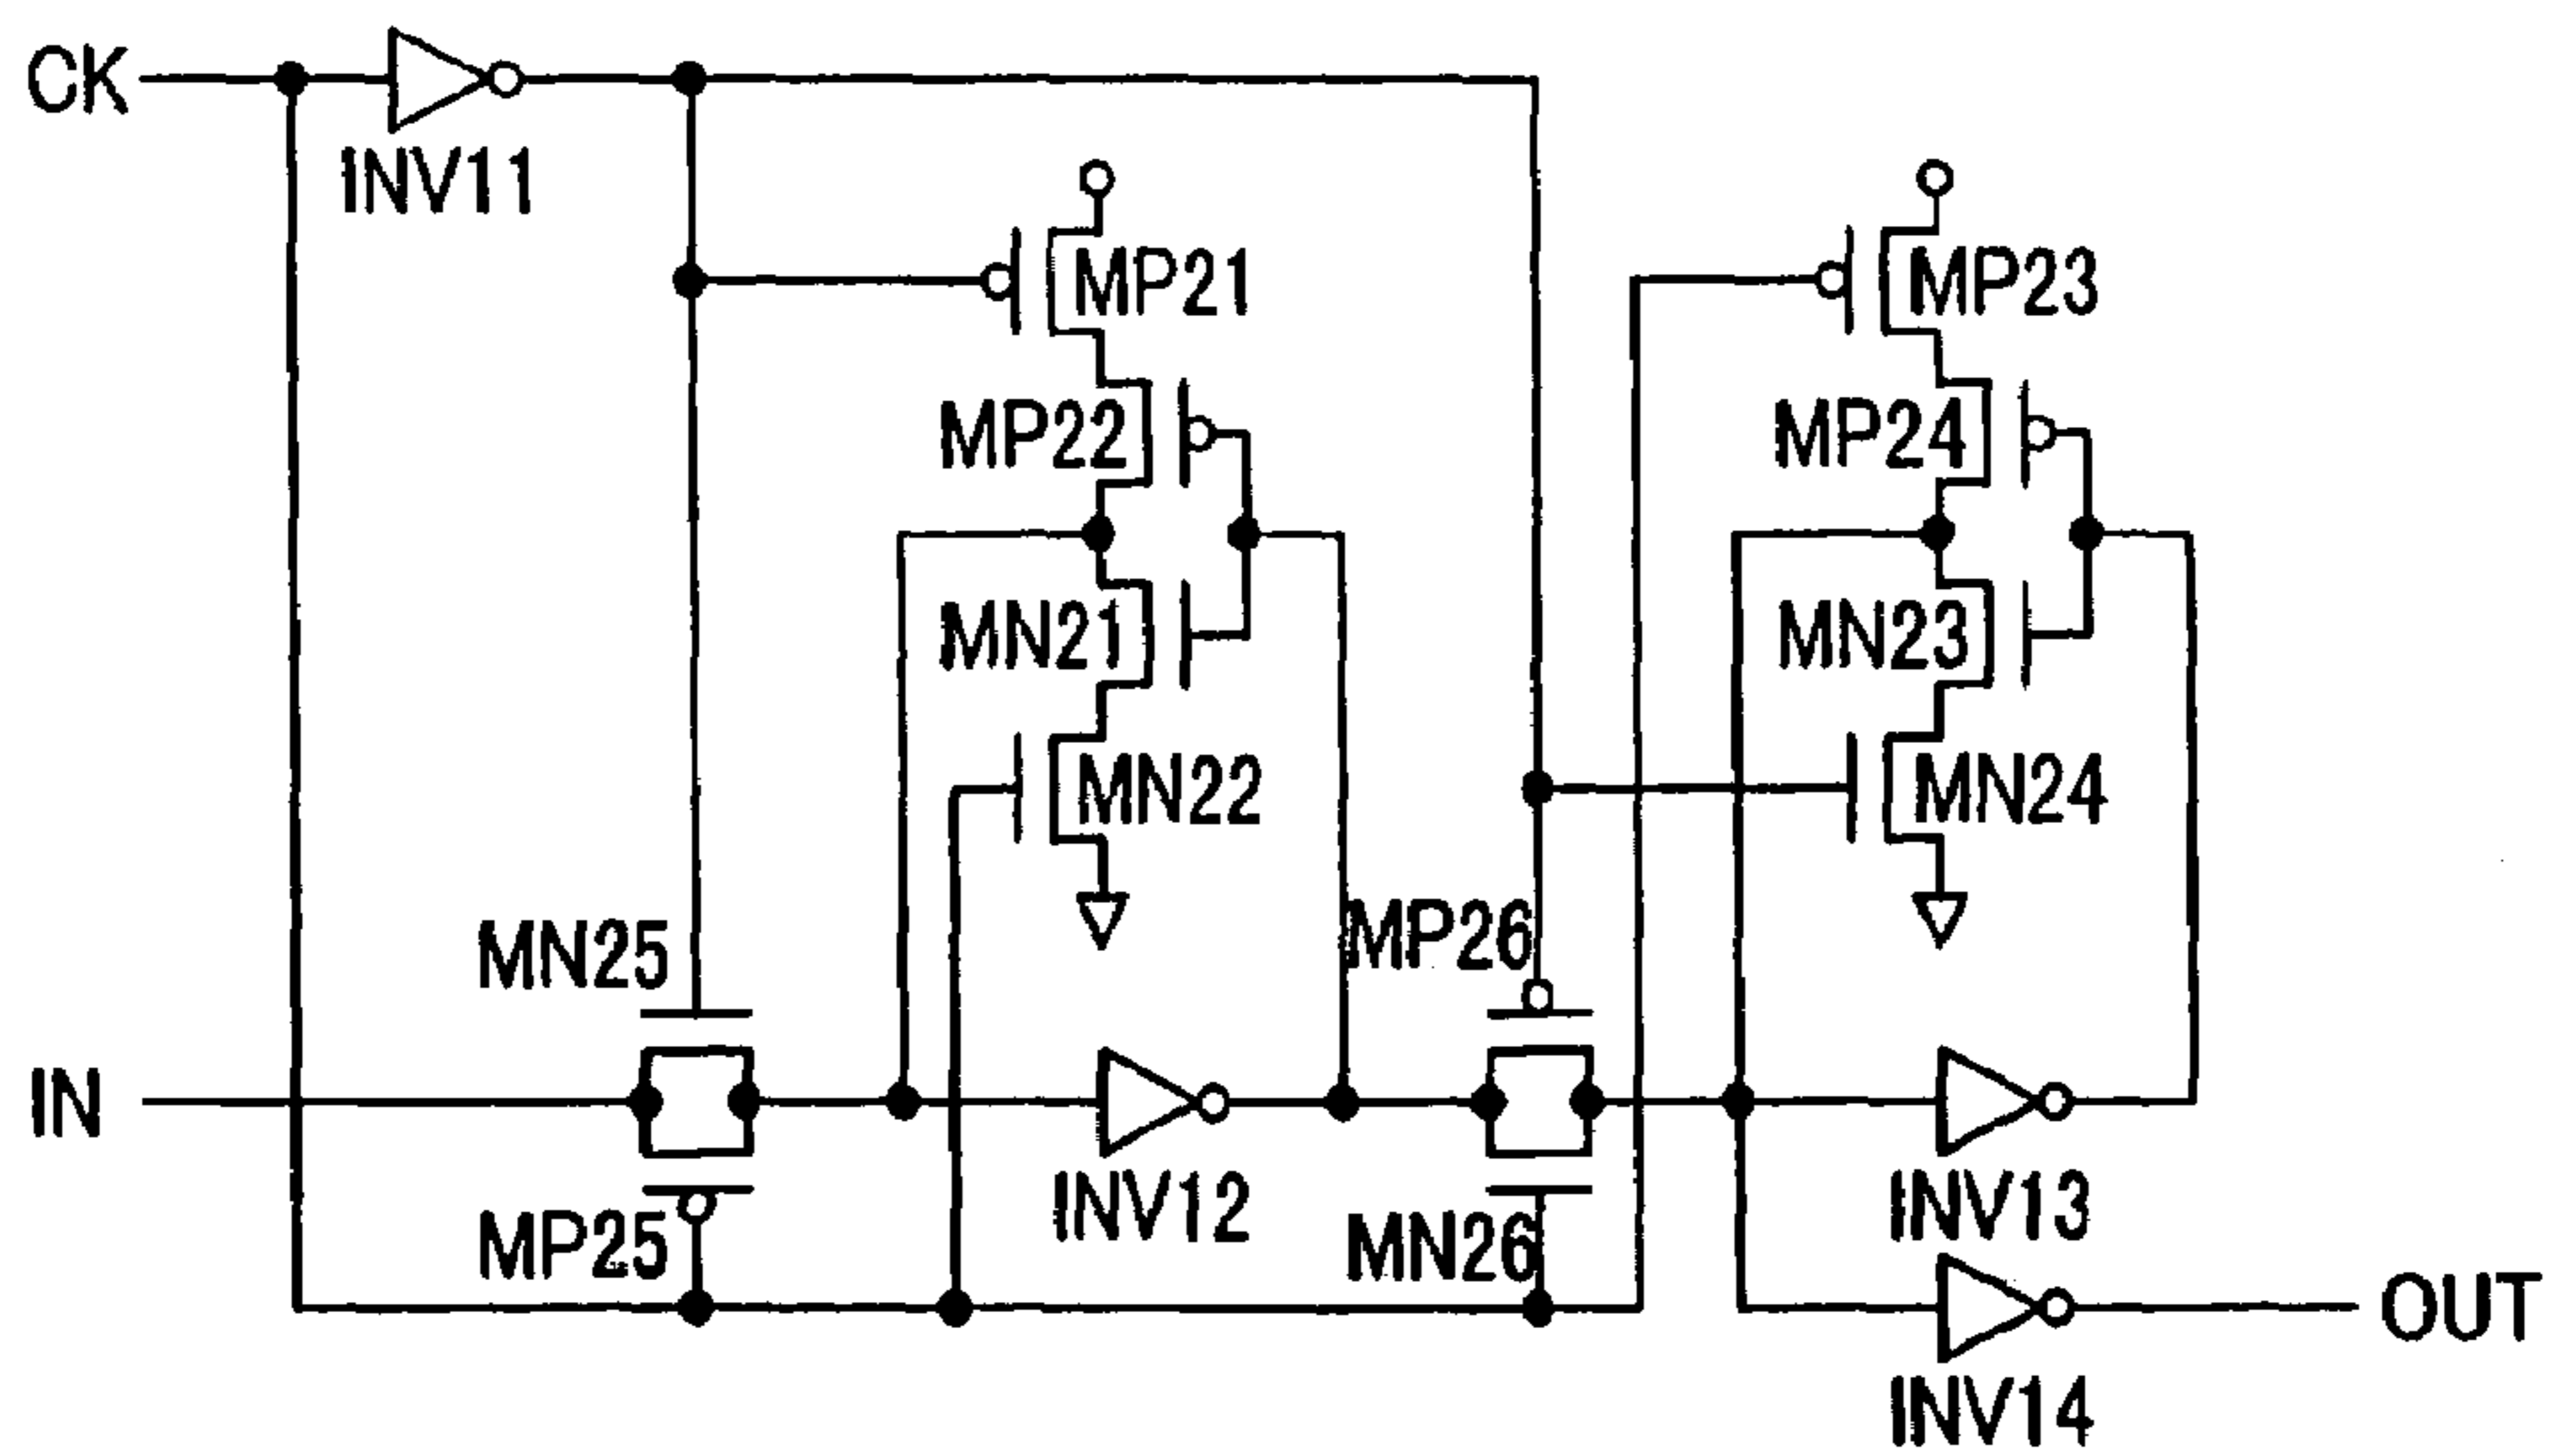 CK
INV11
MP21
MP23
MP22
MP24
MN21
MN23
MN22
MN24
MN25
MP26
IN
INV12
INV13
MP25
MN26
OUT
INV14